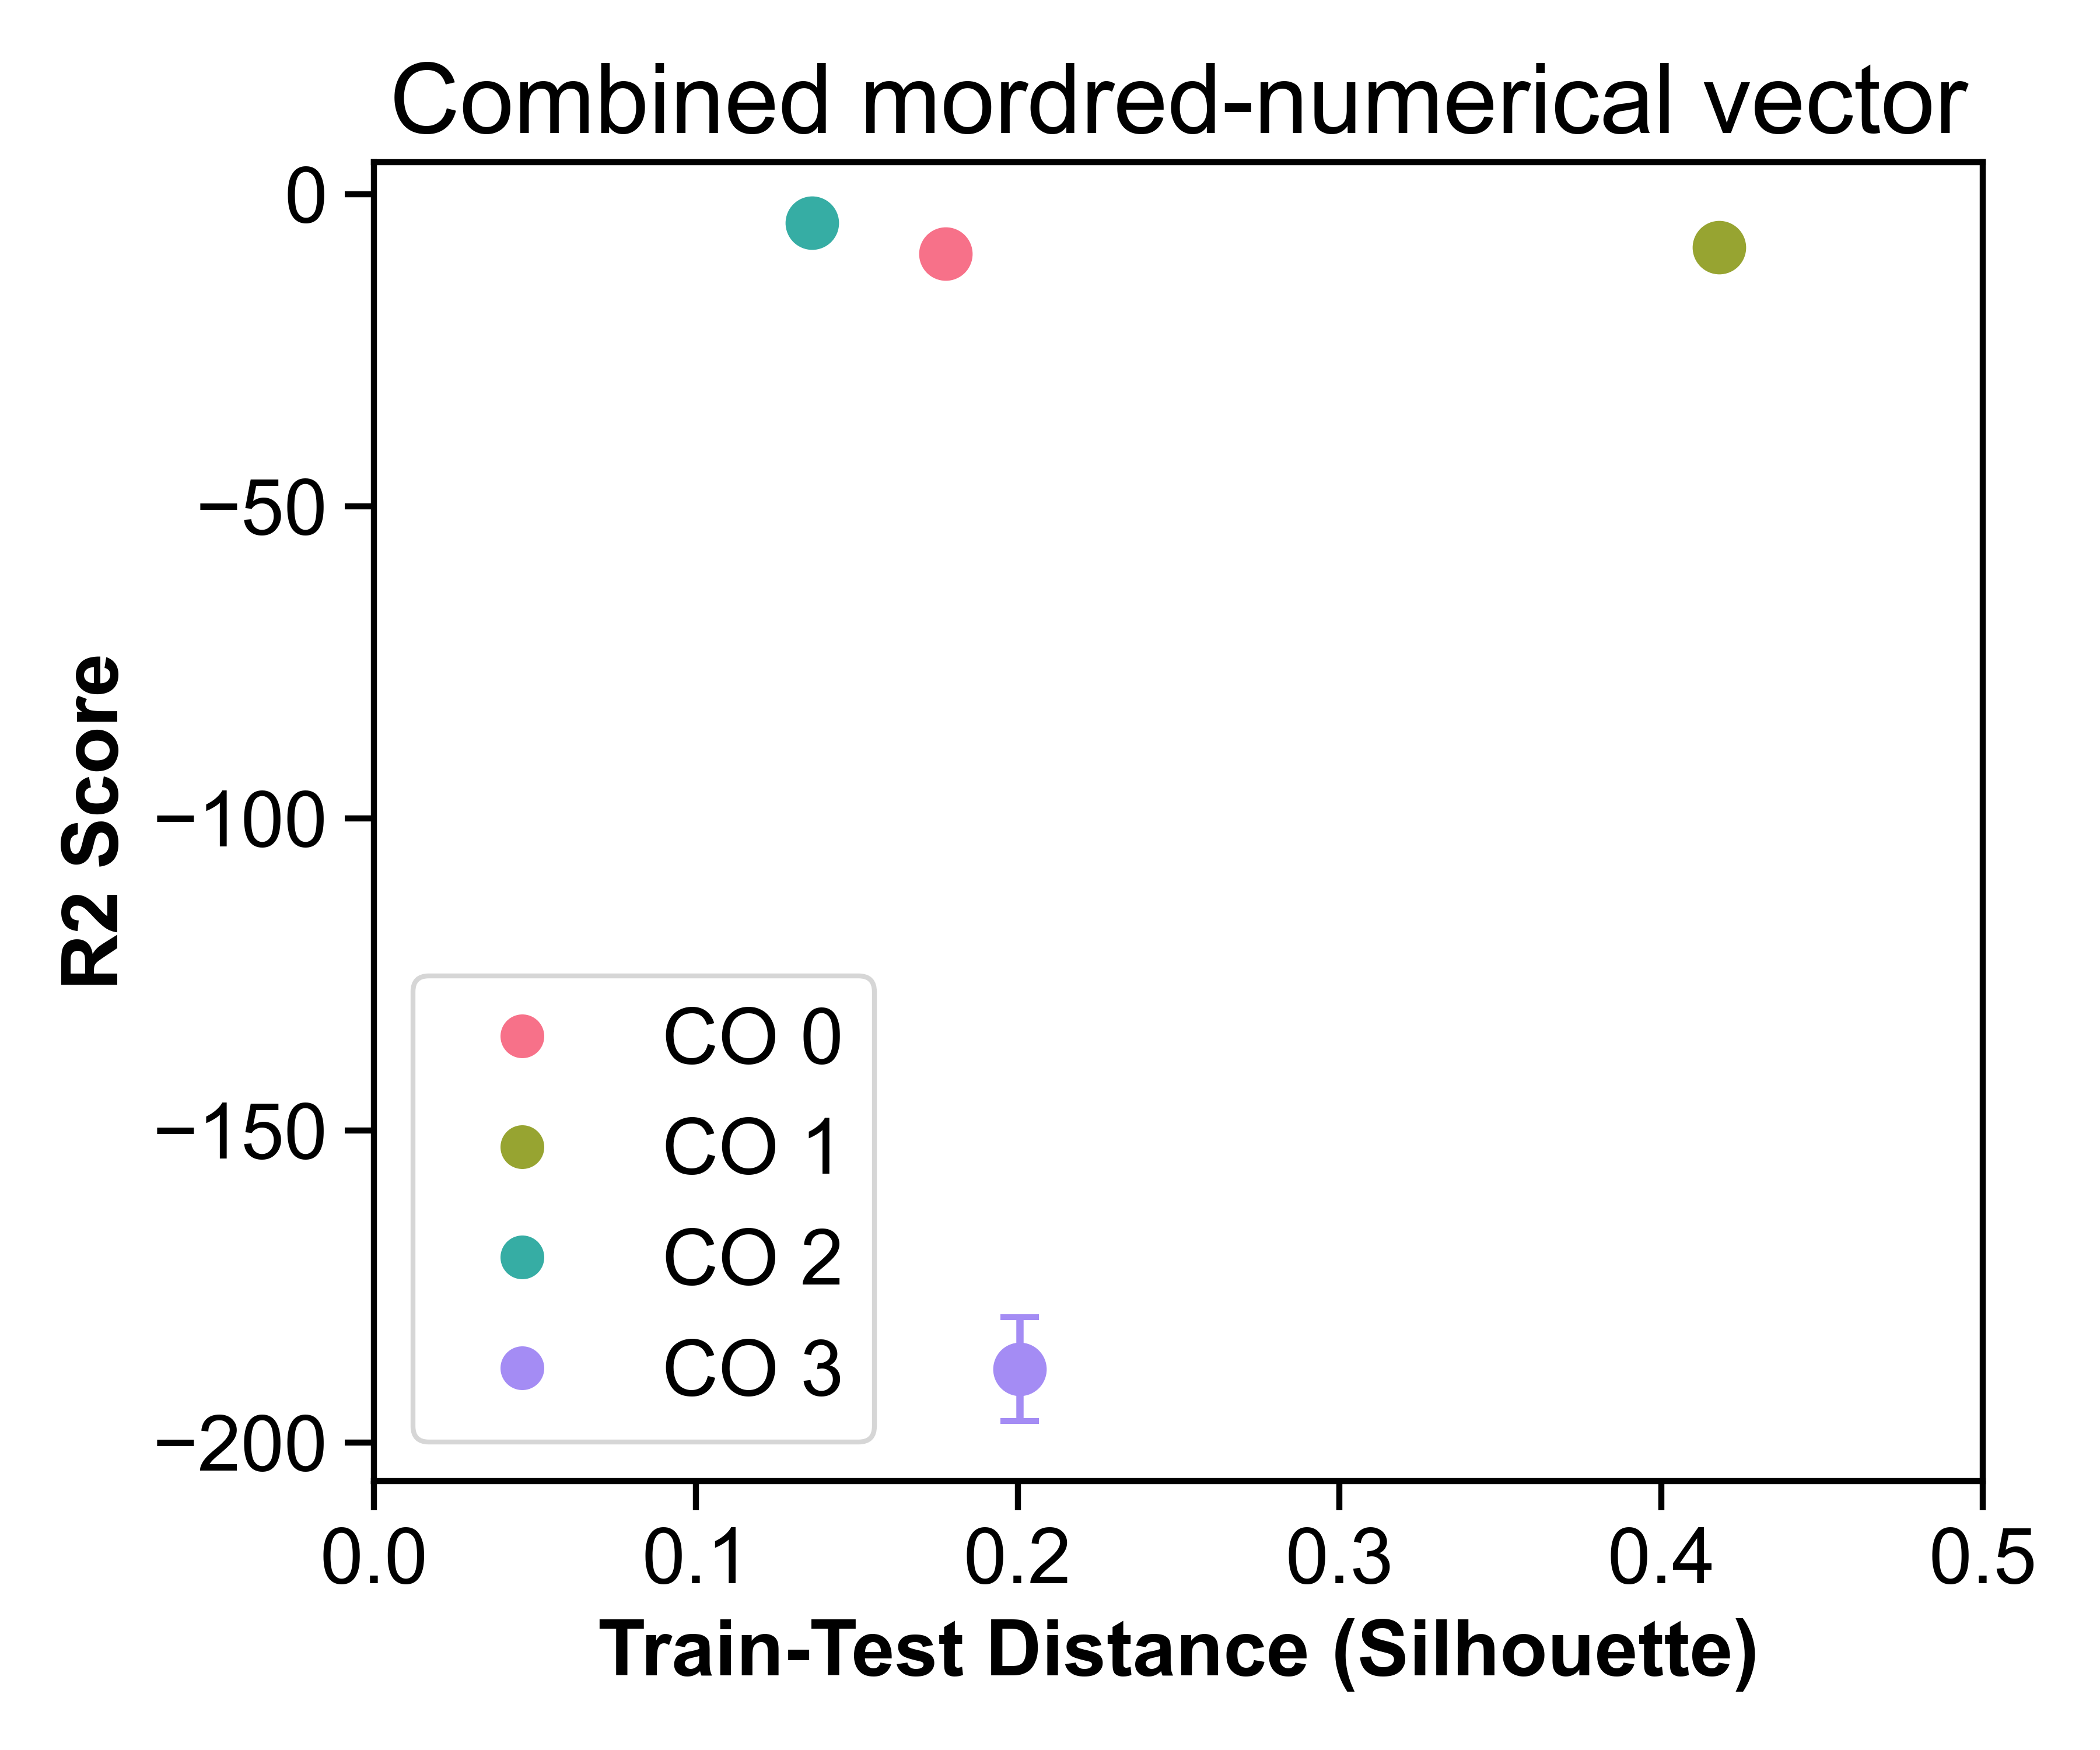 Combined mordred-numerical vector
0
−50
−100
−150
−200
R2 Score
CO 0
CO 1
CO 2
CO 3
0.0 0.1 0.2 0.3 0.4 0.5
Train-Test Distance (Silhouette)